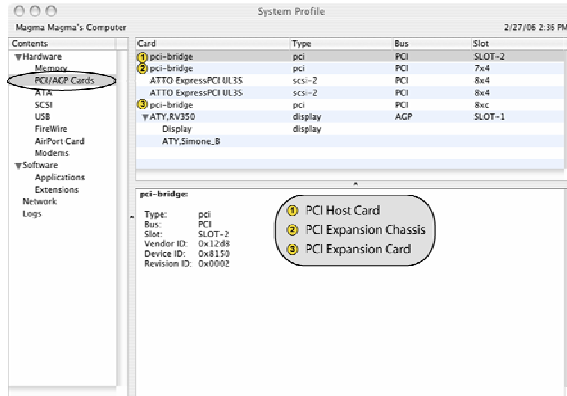 System Profile
Magma Magma's Computer 2/27/06 2:36 PM
Contents
Hardware
Memory
PCI/AGP Cards
ATA
SCSI
USB
FireWire
AirPort Card
Modems
Software
Applications
Extensions
Network
Logs
Card Type Bus Slot
1 pci-bridge pci PCI SLOT-2
2 pci-bridge pci PCI 7x4
ATTO ExpressPCI UL3S scsi-2 PCI 8x4
ATTO ExpressPCI UL3S scsi-2 PCI 8x4
3 pci-bridge pci PCI 8xc
ATY,RV350 display AGP SLOT-1
Display display
ATY,Simone_B
pci-bridge:
Type: pci
Bus: PCI
Slot: SLOT-2
Vendor ID: 0x12d8
Device ID: 0x8150
Revision ID: 0x0002
1 PCI Host Card
2 PCI Expansion Chassis
3 PCI Expansion Card